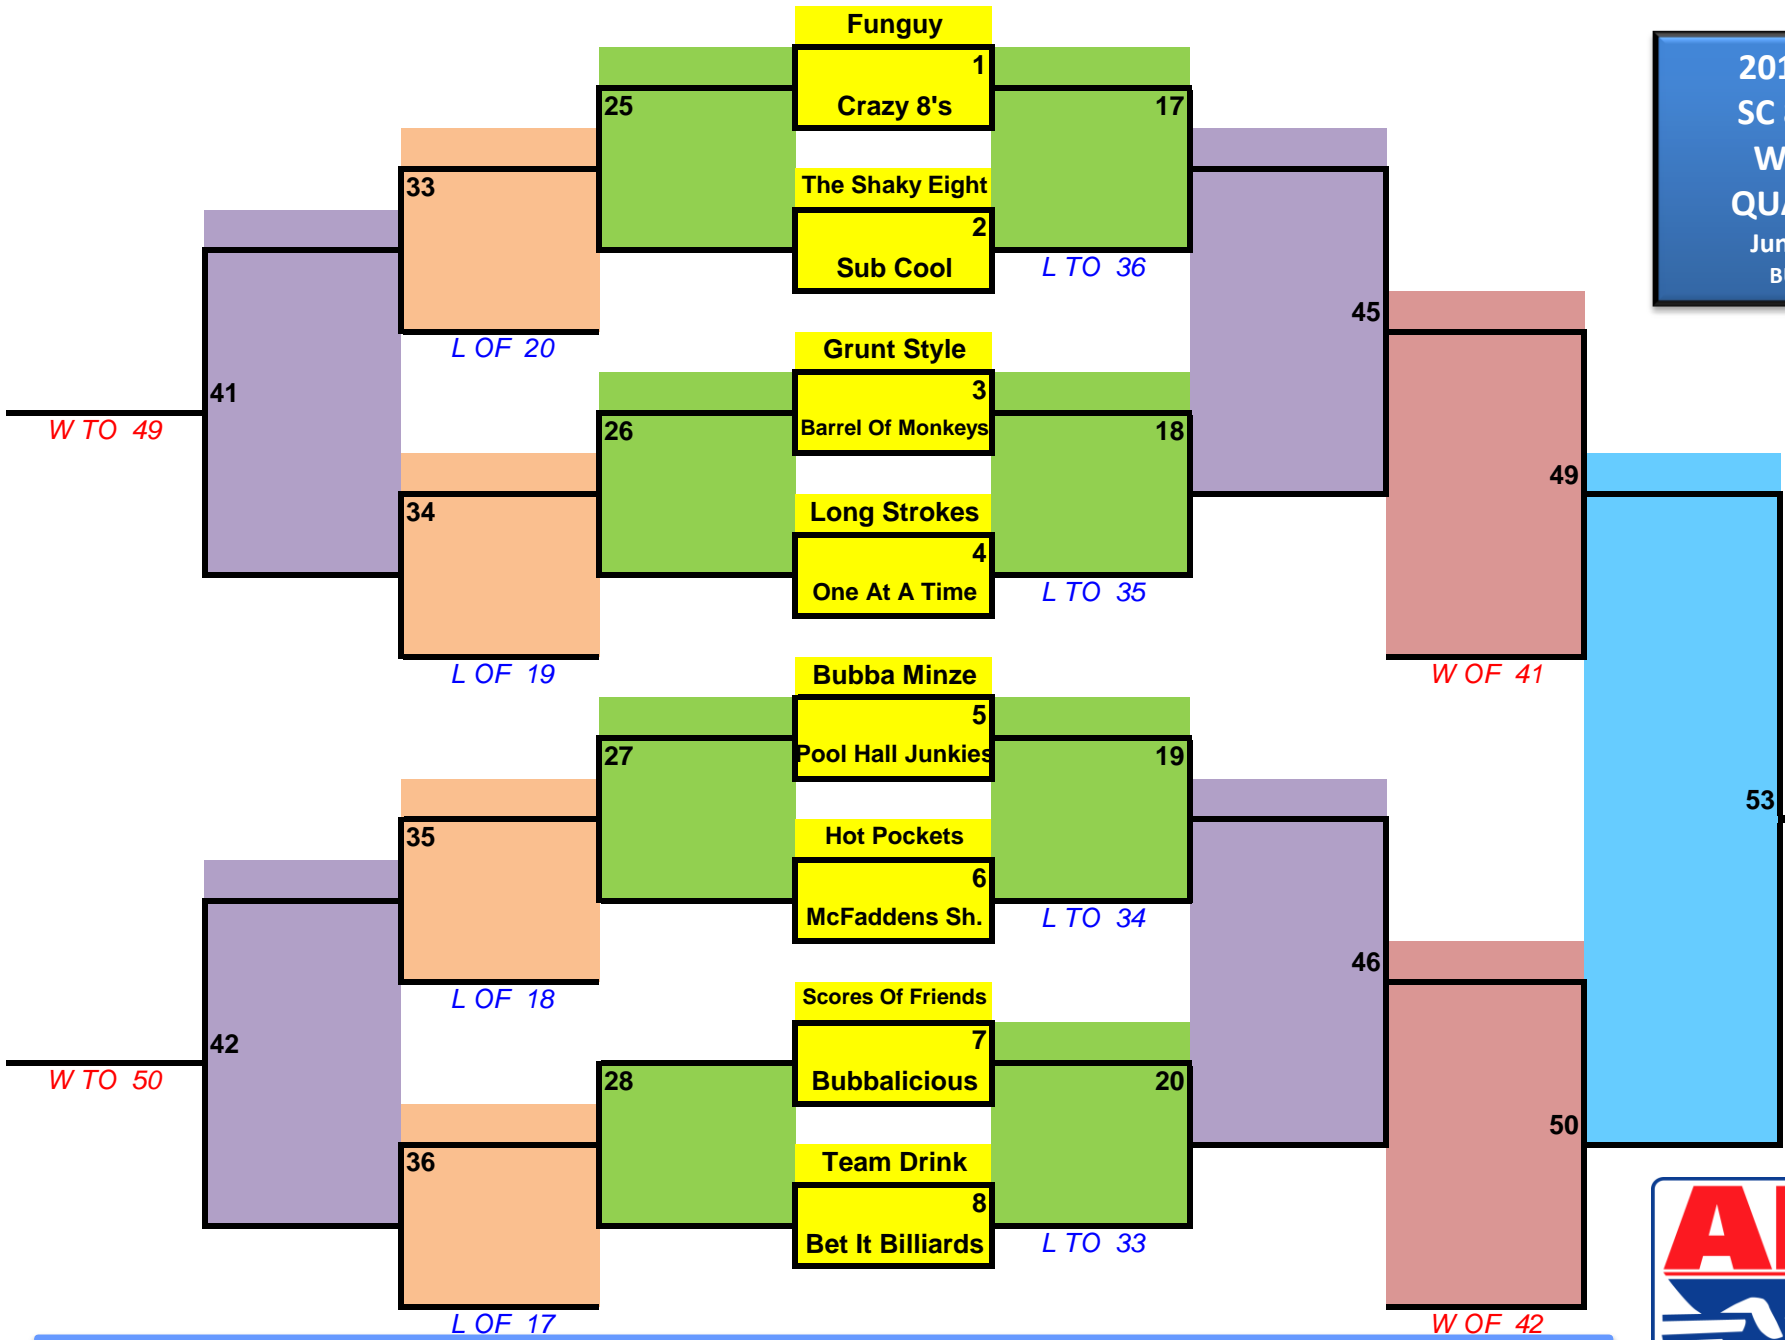 Funguy
1
Crazy 8's
25
17
33
The Shaky Eight
2
Sub Cool
L TO 36
L OF 20
45
Grunt Style
3
Barrel Of Monkeys
41
W TO 49
26
18
34
Long Strokes
4
One At A Time
L TO 35
49
L OF 19
W OF 41
Bubba Minze
5
Pool Hall Junkies
27
19
35
Hot Pockets
6
McFaddens Sh.
L TO 34
53
L OF 18
46
Scores Of Friends
7
Bubbalicious
42
W TO 50
28
20
36
Team Drink
8
Bet It Billiards
L TO 33
50
L OF 17
W OF 42
SC